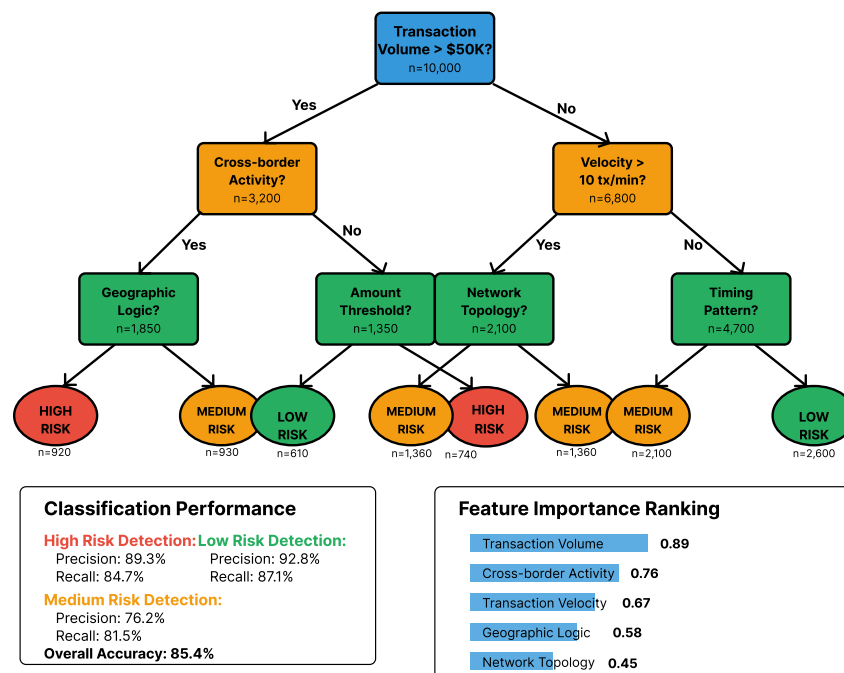 Transaction
Volume > $50K?
n=10,000
Yes
No
Cross-border
Activity?
n=3,200
Velocity >
10 tx/min?
n=6,800
Yes
No
Yes
No
Geographic
Logic?
n=1,850
Amount
Threshold?
n=1,350
Network
Topology?
n=2,100
Timing
Pattern?
n=4,700
HIGH
RISK
n=920
MEDIUM
RISK
n=930
LOW
RISK
n=610
MEDIUM
RISK
n=1,360
HIGH
RISK
n=740
MEDIUM
RISK
n=1,360
MEDIUM
RISK
n=2,100
LOW
RISK
n=2,600
Classification Performance
High Risk Detection:
Precision: 89.3%
Recall: 84.7%
Low Risk Detection:
Precision: 92.8%
Recall: 87.1%
Medium Risk Detection:
Precision: 76.2%
Recall: 81.5%
Overall Accuracy: 85.4%
Feature Importance Ranking
Transaction Volume 0.89
Cross-border Activity 0.76
Transaction Velocity 0.67
Geographic Logic 0.58
Network Topology 0.45